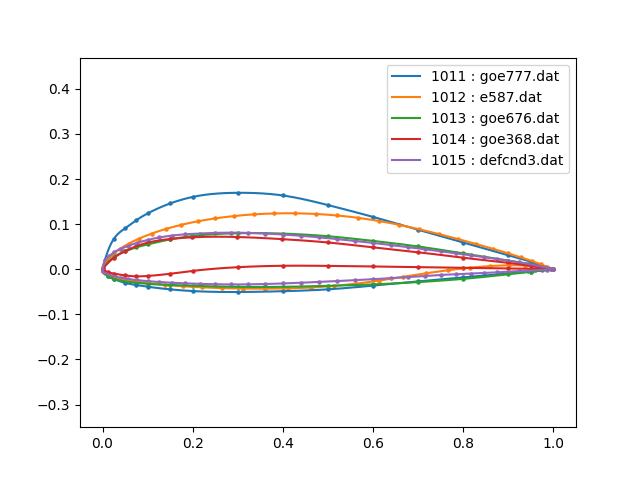 1011 : goe777.dat
1012 : e587.dat
1013 : goe676.dat
1014 : goe368.dat
1015 : defcnd3.dat
0.4
0.3
0.2
0.1
0.0
−0.1
−0.2
−0.3
0.0 0.2 0.4 0.6 0.8 1.0